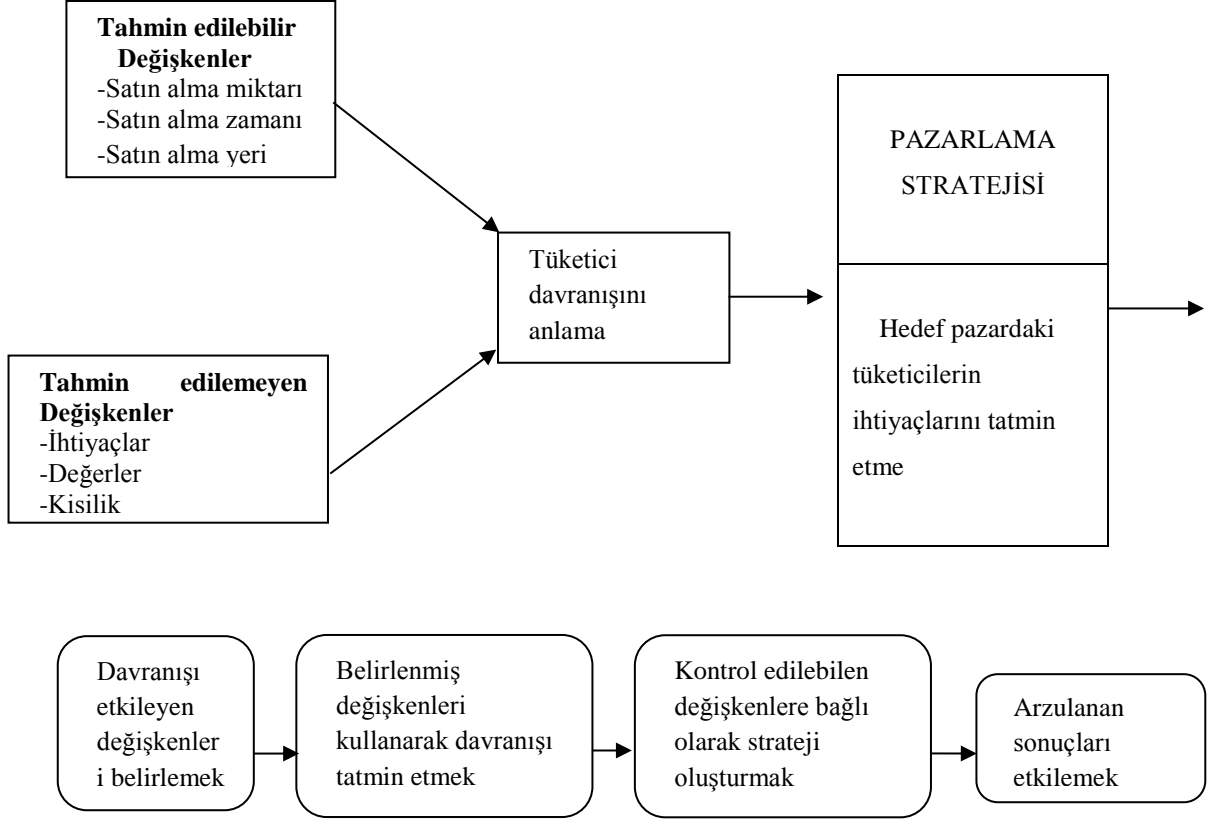 Tahmin edilebilir
Değişkenler
-Satın alma miktarı
-Satın alma zamanı
-Satın alma yeri
PAZARLAMA
STRATEJİSİ
Tüketici
davranışını
anlama
Hedef pazardaki
tüketicilerin
ihtiyaçlarını tatmin
etme
Tahmin edilemeyen
Değişkenler
-İhtiyaçlar
-Değerler
-Kisilik
Davranışı
etkileyen
değişkenler
i belirlemek
Belirlenmiş
değişkenleri
kullanarak davranışı
tatmin etmek
Kontrol edilebilen
değişkenlere bağlı
olarak strateji
oluşturmak
Arzulanan
sonuçları
etkilemek